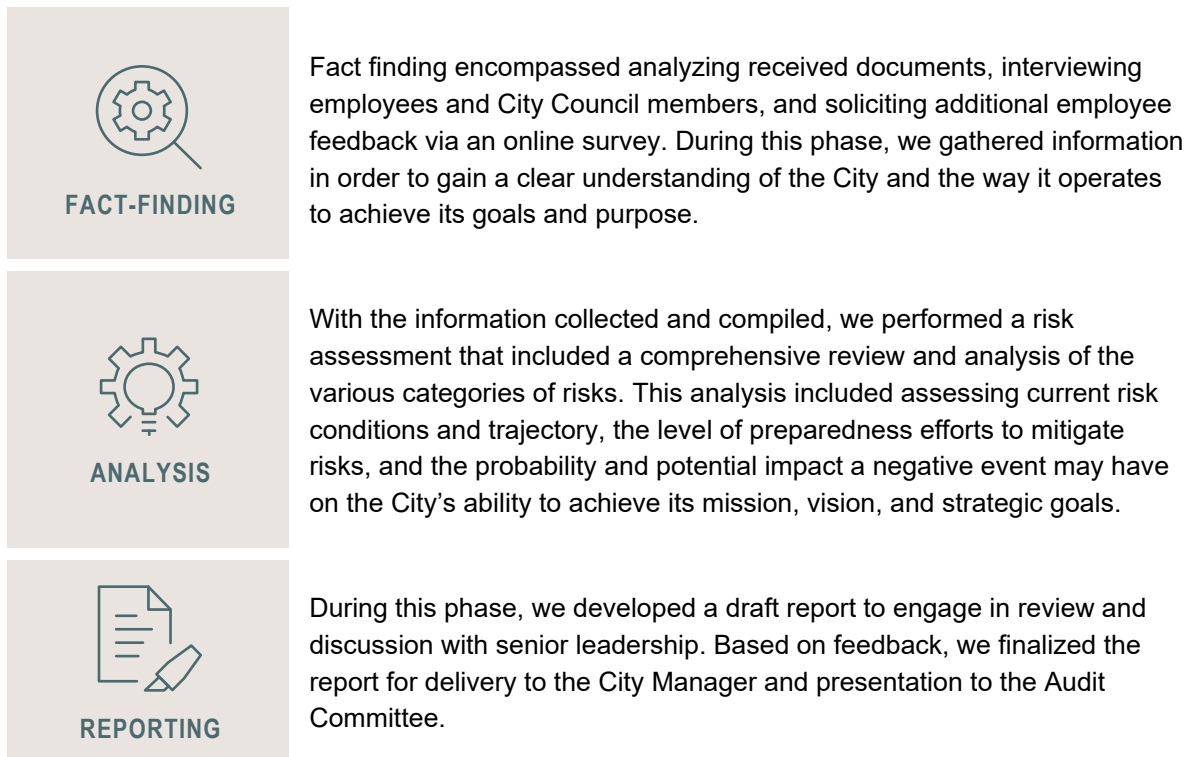 FACT-FINDING
Fact finding encompassed analyzing received documents, interviewing
employees and City Council members, and soliciting additional employee
feedback via an online survey. During this phase, we gathered information
in order to gain a clear understanding of the City and the way it operates
to achieve its goals and purpose.
ANALYSIS
With the information collected and compiled, we performed a risk
assessment that included a comprehensive review and analysis of the
various categories of risks. This analysis included assessing current risk
conditions and trajectory, the level of preparedness efforts to mitigate
risks, and the probability and potential impact a negative event may have
on the City’s ability to achieve its mission, vision, and strategic goals.
REPORTING
During this phase, we developed a draft report to engage in review and
discussion with senior leadership. Based on feedback, we finalized the
report for delivery to the City Manager and presentation to the Audit
Committee.